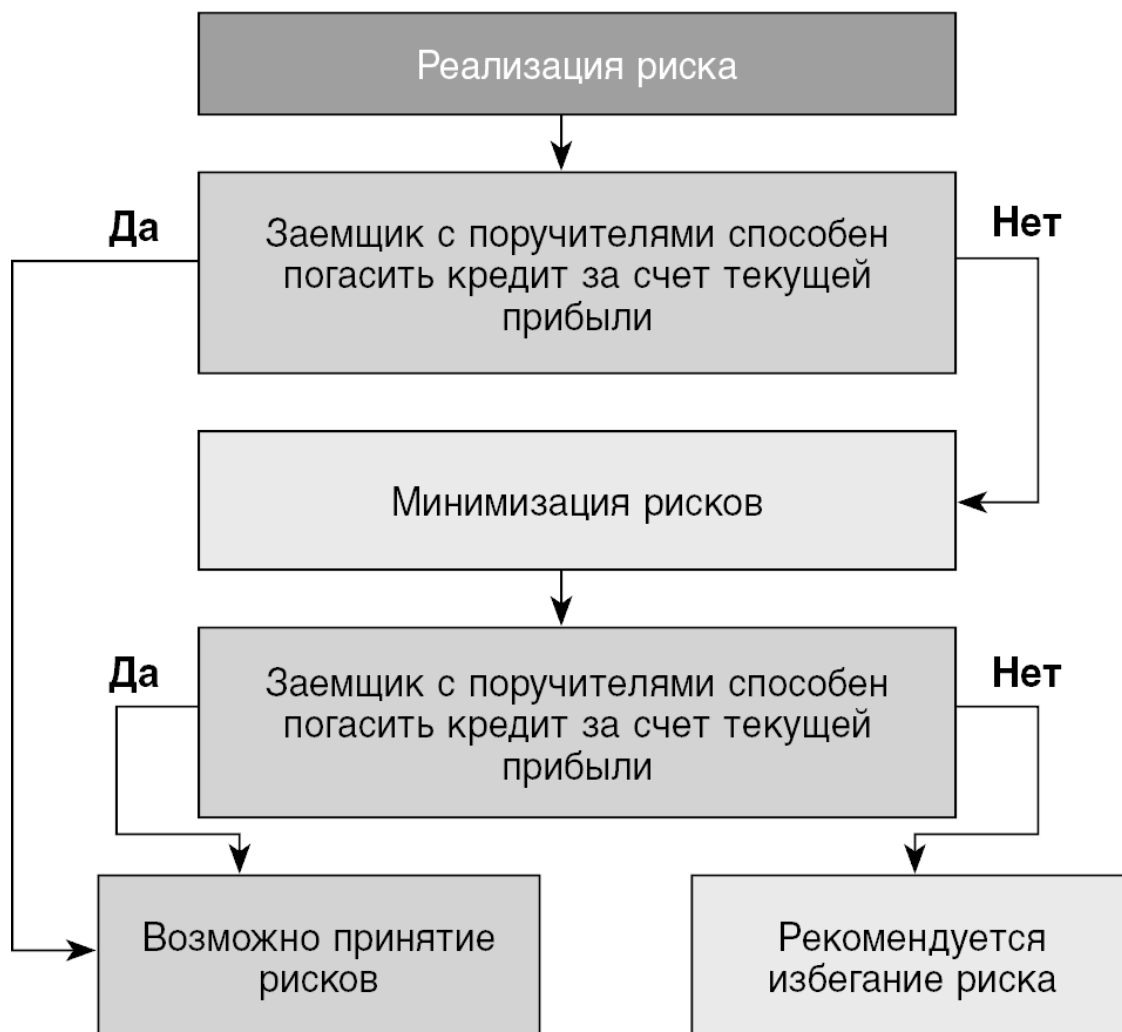 Реализация риска
Да
Нет
Заемщик с поручителями способен
погасить кредит за счет текущей
прибыли
Минимизация рисков
Да
Нет
Заемщик с поручителями способен
погасить кредит за счет текущей
прибыли
Возможно принятие
рисков
Рекомендуется
избегание риска